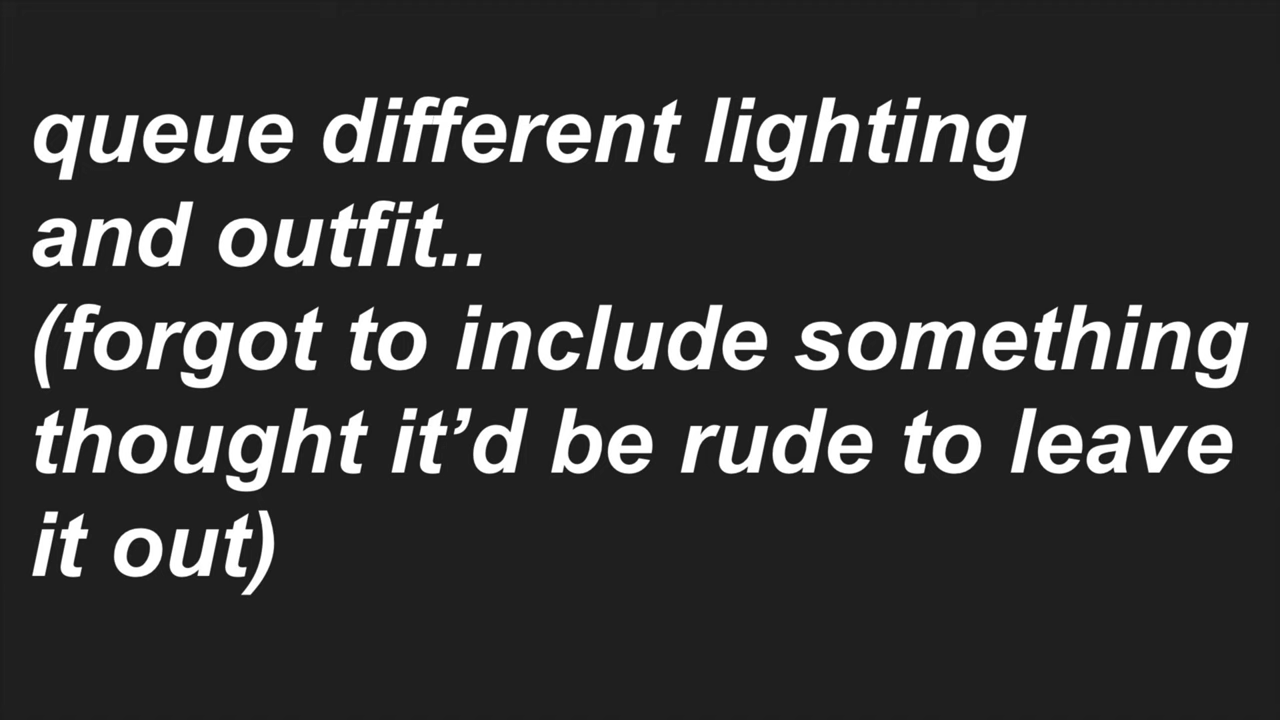 queue different lighting
and outfit..
(forgot to include something
thought it’d be rude to leave
it out)